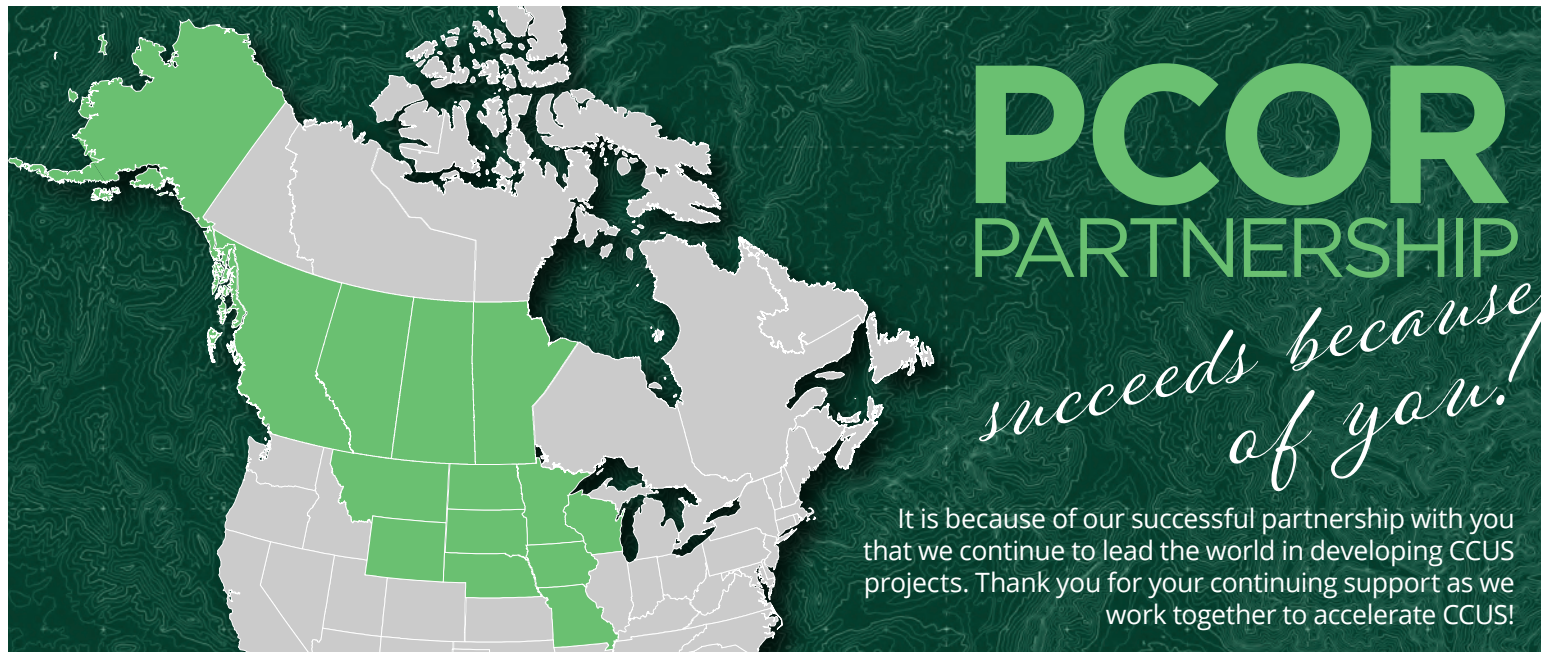 PCOR
PARTNERSHIP
succeeds because
of you!
It is because of our successful partnership with you
that we continue to lead the world in developing CCUS
projects. Thank you for your continuing support as we
work together to accelerate CCUS!